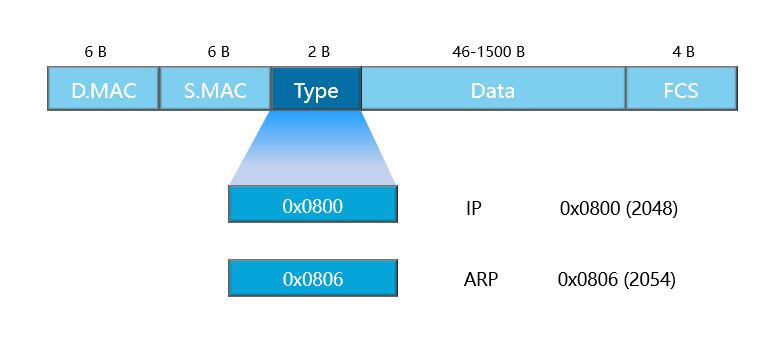 6 B 6 B 2 B 46-1500 B 4 B
D.MAC S.MAC Type Data FCS
0x0800 IP 0x0800 (2048)
0x0806 ARP 0x0806 (2054)